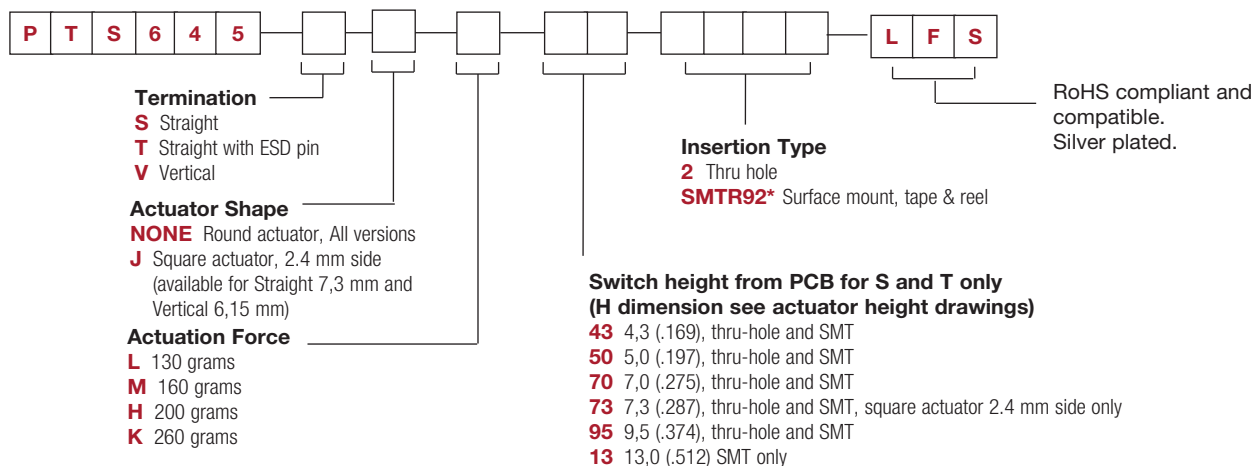 P T S 6 4 5
L F S
RoHS compliant and
compatible.
Silver plated.
Termination
S Straight
T Straight with ESD pin
V Vertical
Actuator Shape
NONE Round actuator, All versions
J Square actuator, 2.4 mm side
(available for Straight 7,3 mm and
Vertical 6,15 mm)
Actuation Force
L 130 grams
M 160 grams
H 200 grams
K 260 grams
Insertion Type
2 Thru hole
SMTR92* Surface mount, tape & reel
Switch height from PCB for S and T only
(H dimension see actuator height drawings)
43 4,3 (.169), thru-hole and SMT
50 5,0 (.197), thru-hole and SMT
70 7,0 (.275), thru-hole and SMT
73 7,3 (.287), thru-hole and SMT, square actuator 2.4 mm side only
95 9,5 (.374), thru-hole and SMT
13 13,0 (.512) SMT only